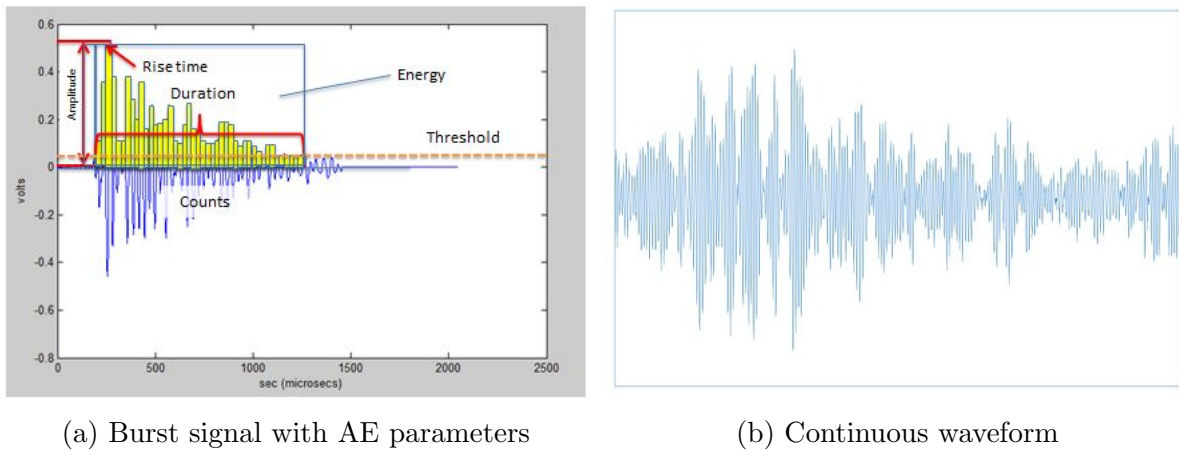 0.6
0.4
0.2
0
-0.2
-0.4
-0.6
-0.8
volts
Amplitude
Rise time
Duration
Energy
Threshold
Counts
0
500
1000
1500
2000
2500
sec (microsecs)
(a) Burst signal with AE parameters
(b) Continuous waveform